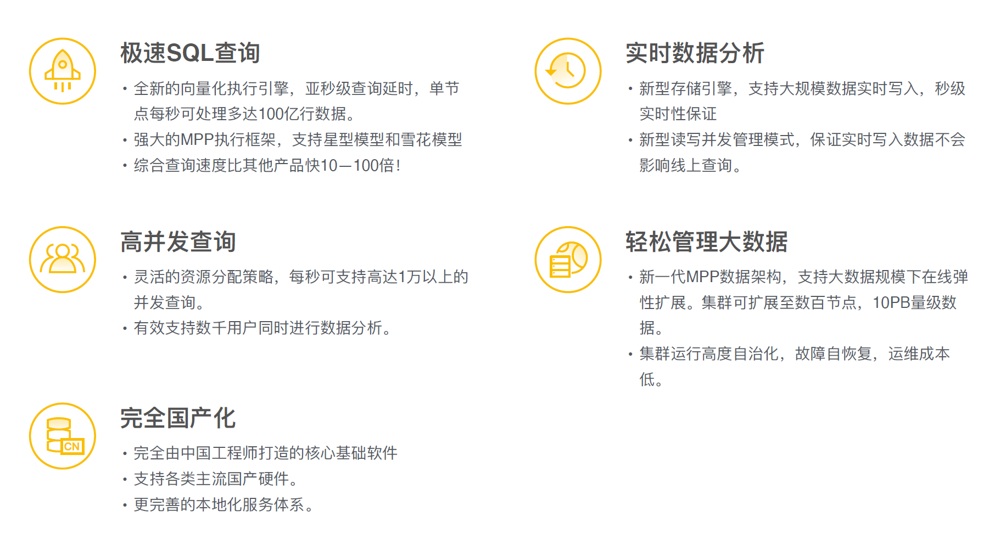 极速SQL查询
• 全新的向量化执行引擎，亚秒级查询延时，单节
点每秒可处理多达100亿行数据。
• 强大的MPP执行框架，支持星型模型和雪花模型
• 综合查询速度比其他产品快10—100倍！
实时数据分析
• 新型存储引擎，支持大规模数据实时写入，秒级
实时性保证
• 新型读写并发管理模式，保证实时写入数据不会
影响线上查询。
高并发查询
• 灵活的资源分配策略，每秒可支持高达1万以上的
并发查询。
• 有效支持数千用户同时进行数据分析。
轻松管理大数据
• 新一代MPP数据架构，支持大数据规模下在线弹
性扩展。集群可扩展至数百节点，10PB量级数
据。
• 集群运行高度自治化，故障自恢复，运维成本
低。
CN
完全国产化
• 完全由中国工程师打造的核心基础软件
• 支持各类主流国产硬件。
• 更完善的本地化服务体系。